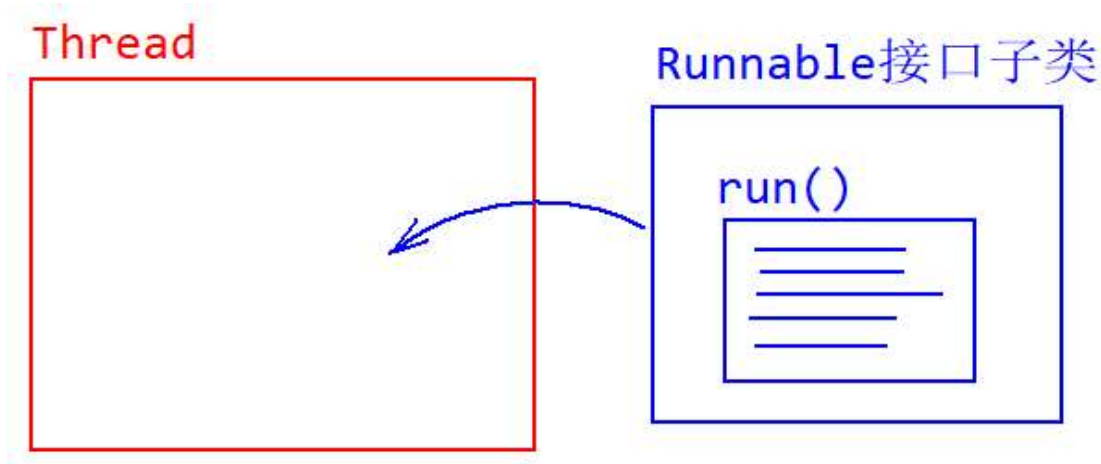 Thread
Runnable接口子类
run()